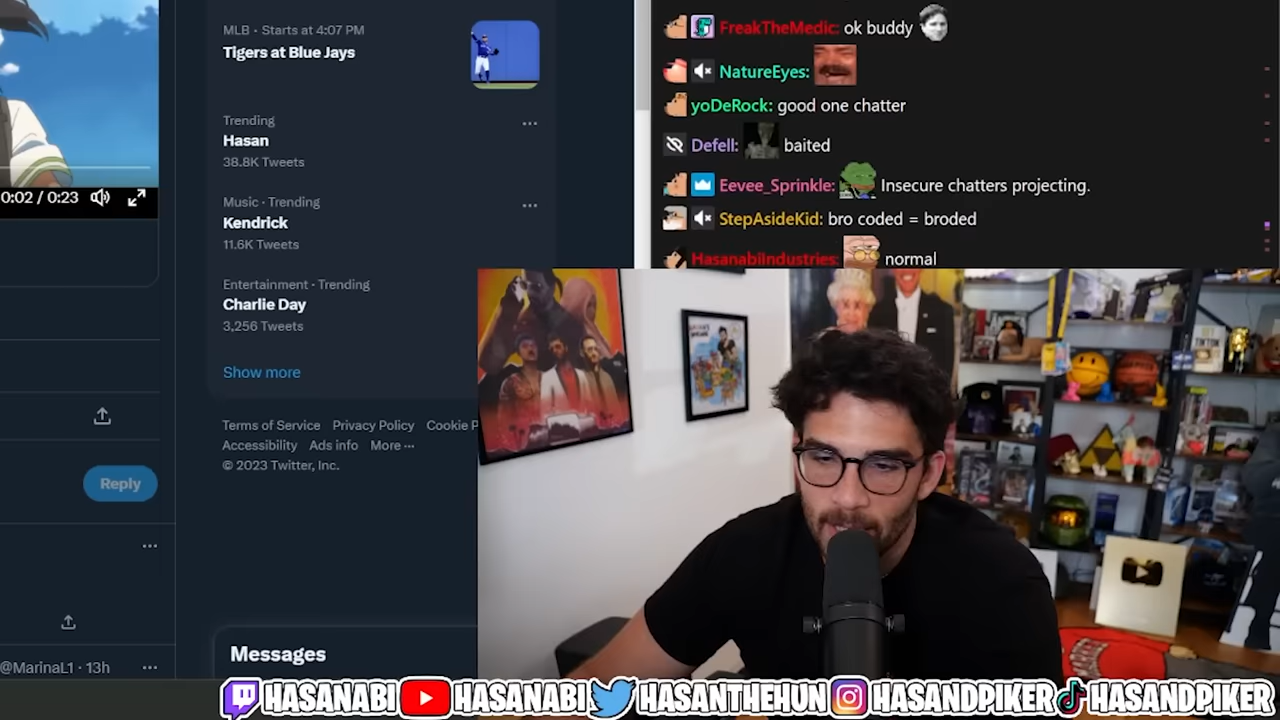 MLB · Starts at 4:07 PM
Tigers at Blue Jays
Trending
Hasan
38.8K Tweets
Music · Trending
Kendrick
11.6K Tweets
Entertainment · Trending
Charlie Day
3,256 Tweets
Show more
Terms of Service Privacy Policy Cookie P
Accessibility Ads info More ···
© 2023 Twitter, Inc.
0:02 / 0:23
Reply
@MarinaL1 · 13h
Messages
FreakTheMedic: ok buddy
NatureEyes:
yoDeRock: good one chatter
Defell: baited
Eevee_Sprinkle: Insecure chatters projecting.
StepAsideKid: bro coded = broded
HasanabiIndustries: normal
HASANABI HASANABI HASANTHEHUN HASANDPIKER HASANDPIKER